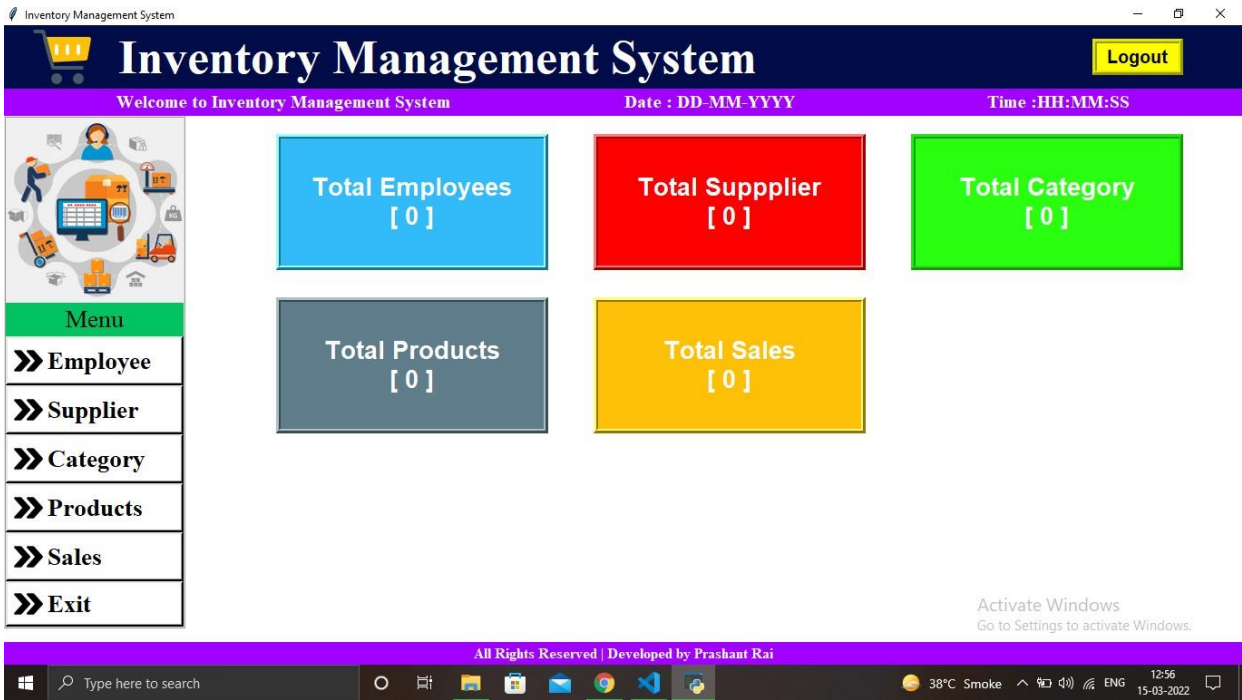 Inventory Management System
Inventory Management System
Logout
Welcome to Inventory Management System Date : DD-MM-YYYY Time :HH:MM:SS
KG
Total Employees
[ 0 ]
Total Suppplier
[ 0 ]
Total Category
[ 0 ]
Total Products
[ 0 ]
Total Sales
[ 0 ]
Menu
Employee
Supplier
Category
Products
Sales
Exit
Activate Windows
Go to Settings to activate Windows.
All Rights Reserved | Developed by Prashant Rai
Type here to search
38°C Smoke
ENG
12:56
15-03-2022